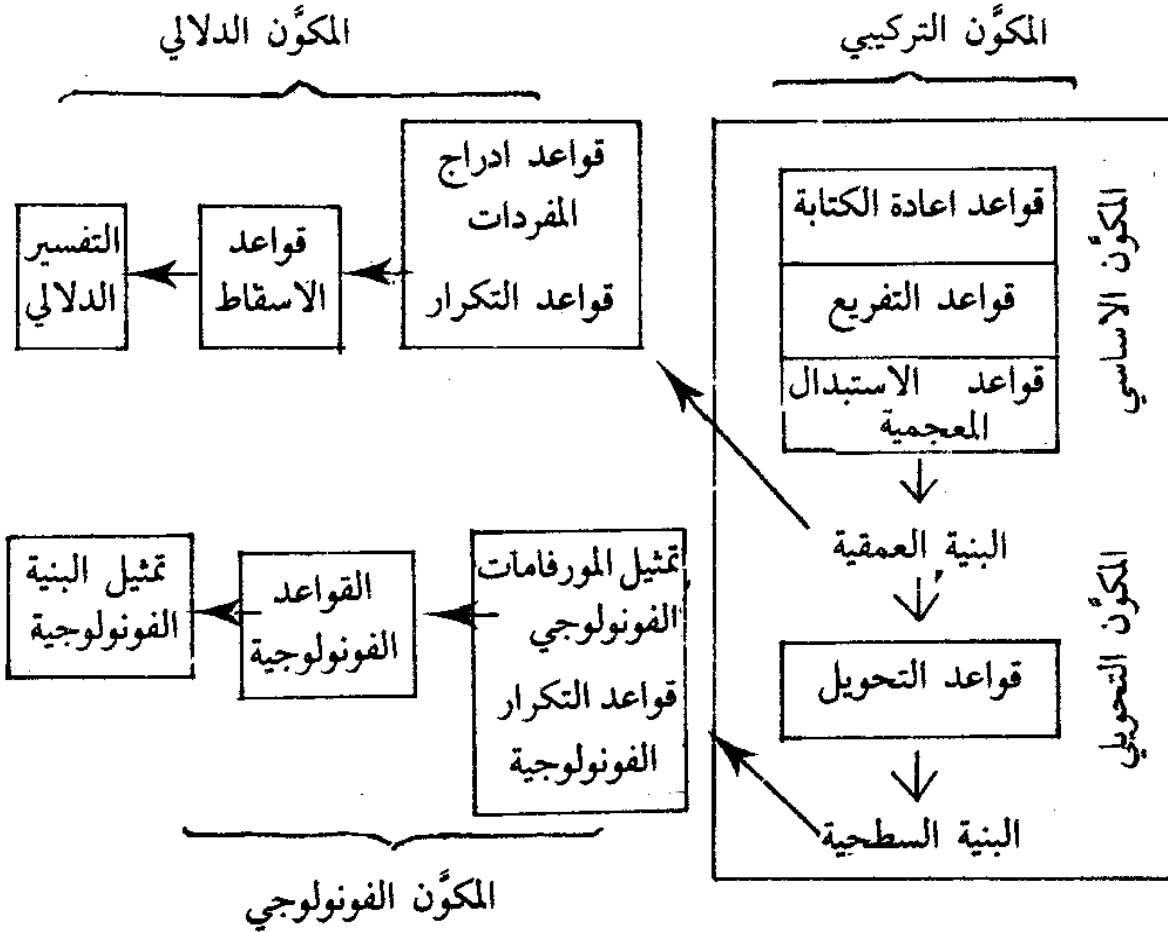 المكوَّن التركيبي
المكوَّن الدلالي
المكوَّن الاساسي
قواعد اعادة الكتابة
قواعد التفريع
قواعد الاستبدال
المعجمية
البنية العمقية
المكوَّن التحويلي
قواعد التحويل
البنية السطحية
قواعد ادراج
المفردات
قواعد التكرار
قواعد
الاسقاط
التفسير
الدلالي
تمثيل المورفامات
الفونولوجي
قواعد التكرار
الفونولوجية
القواعد
الفونولوجية
تمثيل البنية
الفونولوجية
المكوَّن الفونولوجي